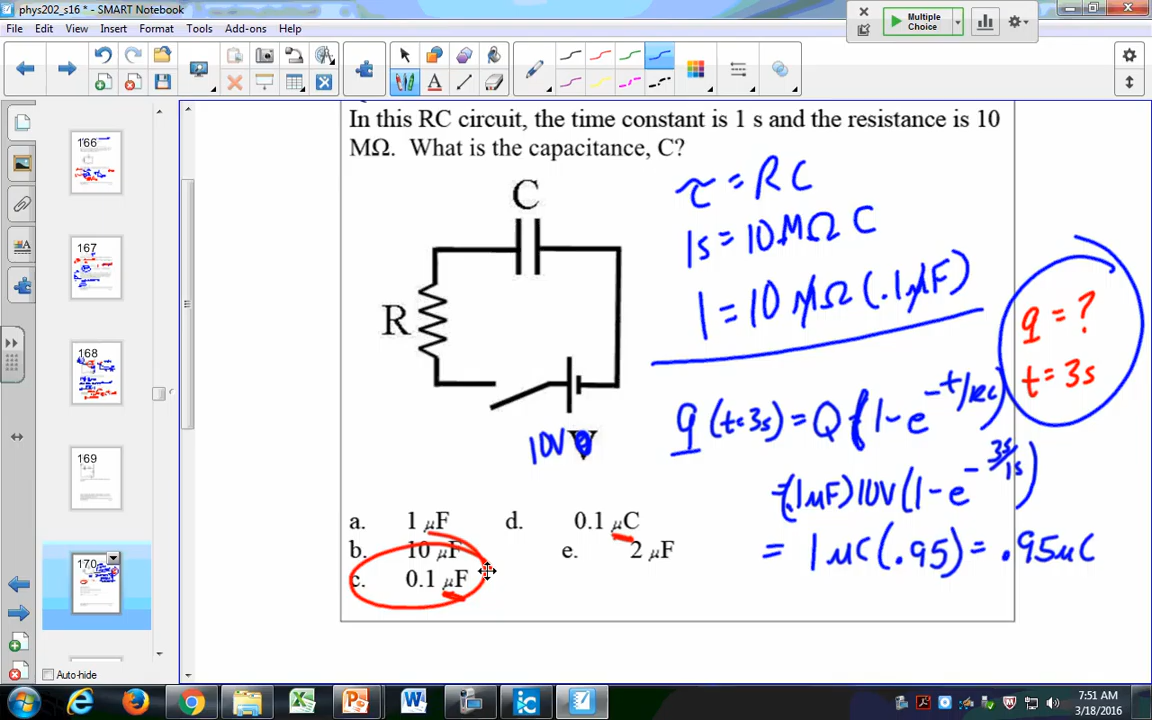 phys202_s16 * - SMART Notebook
File Edit View Insert Format Tools Add-ons Help
Multiple Choice
In this RC circuit, the time constant is 1 s and the resistance is 10
MΩ. What is the capacitance, C?
C
R
10V
τ = RC
1s = 10MΩ C
1 = 10 MΩ (.1μF)
q = ?
t = 3s
q (t=3s) = Q (1 - e^-t/RC)
= (.1μF)10V (1 - e^-3s/1s)
= 1μC (.95) = .95μC
a. 1 μF d. 0.1 μC
b. 10 μF e. 2 μF
c. 0.1 μF
166
167
168
169
170
Auto-hide
7:51 AM
3/18/2016